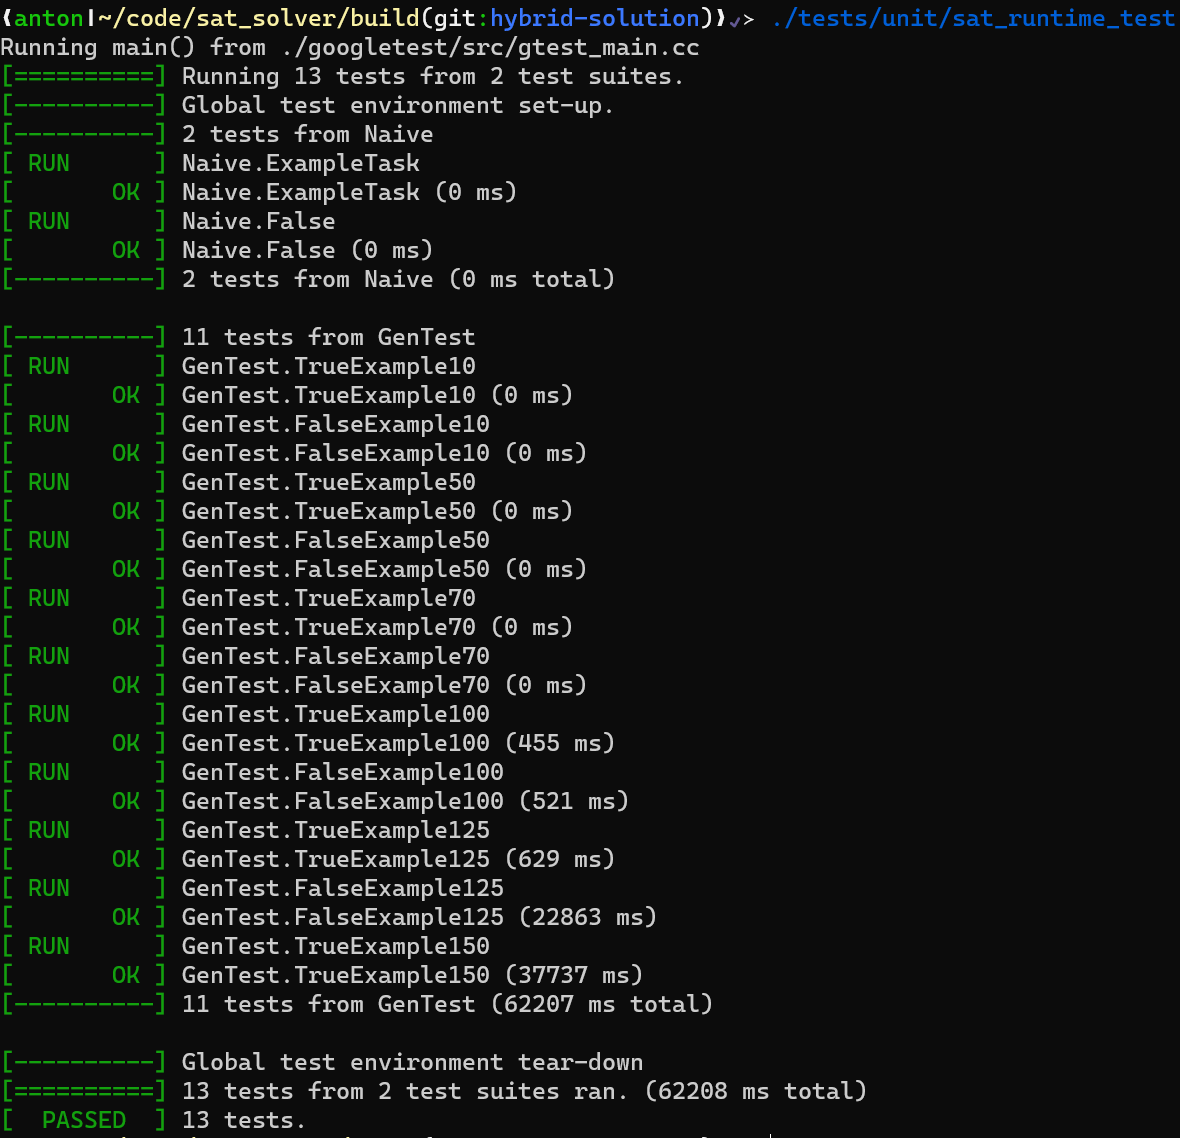 (anton|~/code/sat_solver/build(git:hybrid-solution))✓> ./tests/unit/sat_runtime_test
Running main() from ./googletest/src/gtest_main.cc
[==========] Running 13 tests from 2 test suites.
[----------] Global test environment set-up.
[----------] 2 tests from Naive
[ RUN      ] Naive.ExampleTask
[       OK ] Naive.ExampleTask (0 ms)
[ RUN      ] Naive.False
[       OK ] Naive.False (0 ms)
[----------] 2 tests from Naive (0 ms total)

[----------] 11 tests from GenTest
[ RUN      ] GenTest.TrueExample10
[       OK ] GenTest.TrueExample10 (0 ms)
[ RUN      ] GenTest.FalseExample10
[       OK ] GenTest.FalseExample10 (0 ms)
[ RUN      ] GenTest.TrueExample50
[       OK ] GenTest.TrueExample50 (0 ms)
[ RUN      ] GenTest.FalseExample50
[       OK ] GenTest.FalseExample50 (0 ms)
[ RUN      ] GenTest.TrueExample70
[       OK ] GenTest.TrueExample70 (0 ms)
[ RUN      ] GenTest.FalseExample70
[       OK ] GenTest.FalseExample70 (0 ms)
[ RUN      ] GenTest.TrueExample100
[       OK ] GenTest.TrueExample100 (455 ms)
[ RUN      ] GenTest.FalseExample100
[       OK ] GenTest.FalseExample100 (521 ms)
[ RUN      ] GenTest.TrueExample125
[       OK ] GenTest.TrueExample125 (629 ms)
[ RUN      ] GenTest.FalseExample125
[       OK ] GenTest.FalseExample125 (22863 ms)
[ RUN      ] GenTest.TrueExample150
[       OK ] GenTest.TrueExample150 (37737 ms)
[----------] 11 tests from GenTest (62207 ms total)

[----------] Global test environment tear-down
[==========] 13 tests from 2 test suites ran. (62208 ms total)
[  PASSED  ] 13 tests.